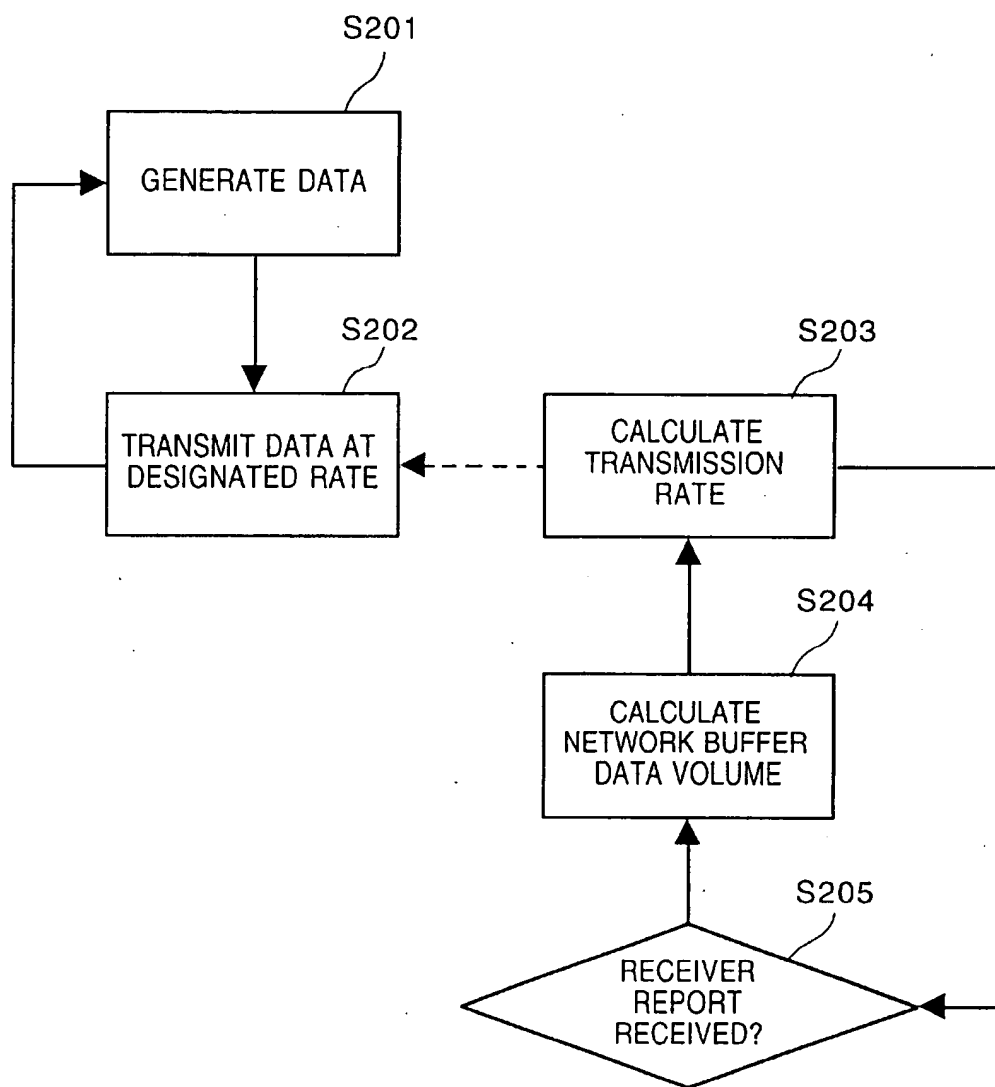 S201
GENERATE DATA
S202
TRANSMIT DATA AT
DESIGNATED RATE
S203
CALCULATE
TRANSMISSION
RATE
S204
CALCULATE
NETWORK BUFFER
DATA VOLUME
S205
RECEIVER
REPORT
RECEIVED?